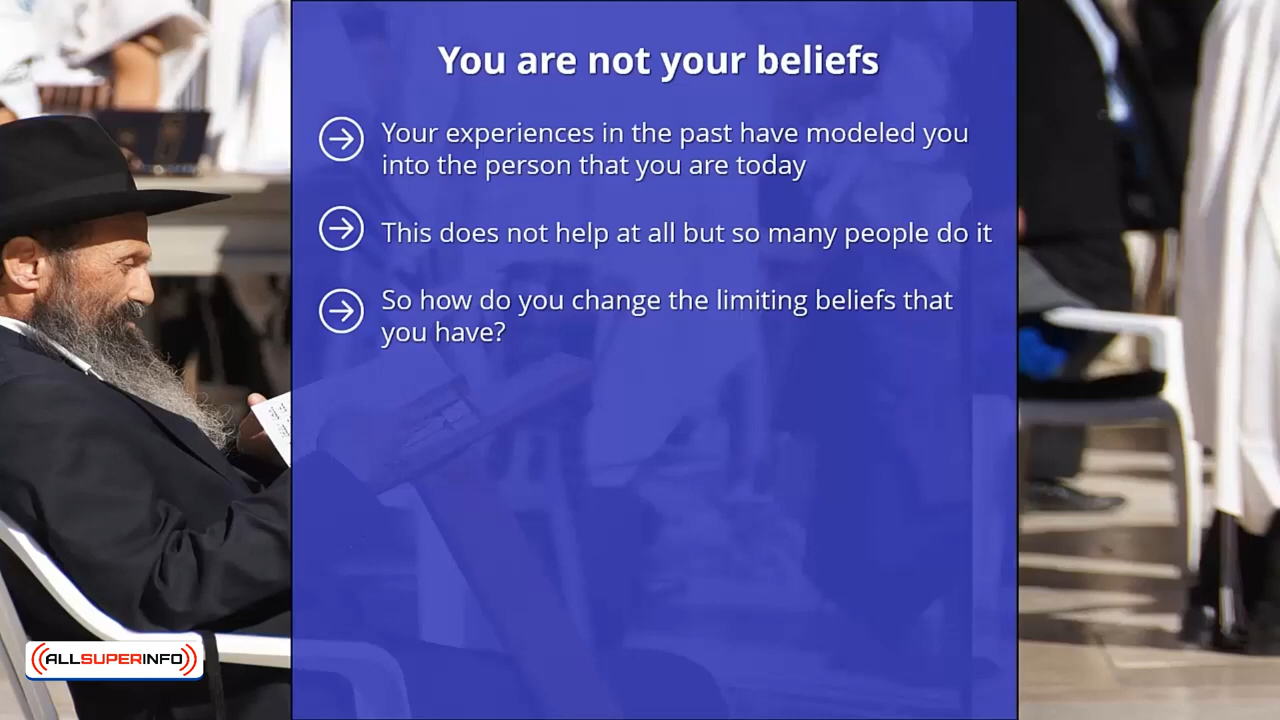 You are not your beliefs
Your experiences in the past have modeled you
into the person that you are today
This does not help at all but so many people do it
So how do you change the limiting beliefs that
you have?
ALLSUPERINFO